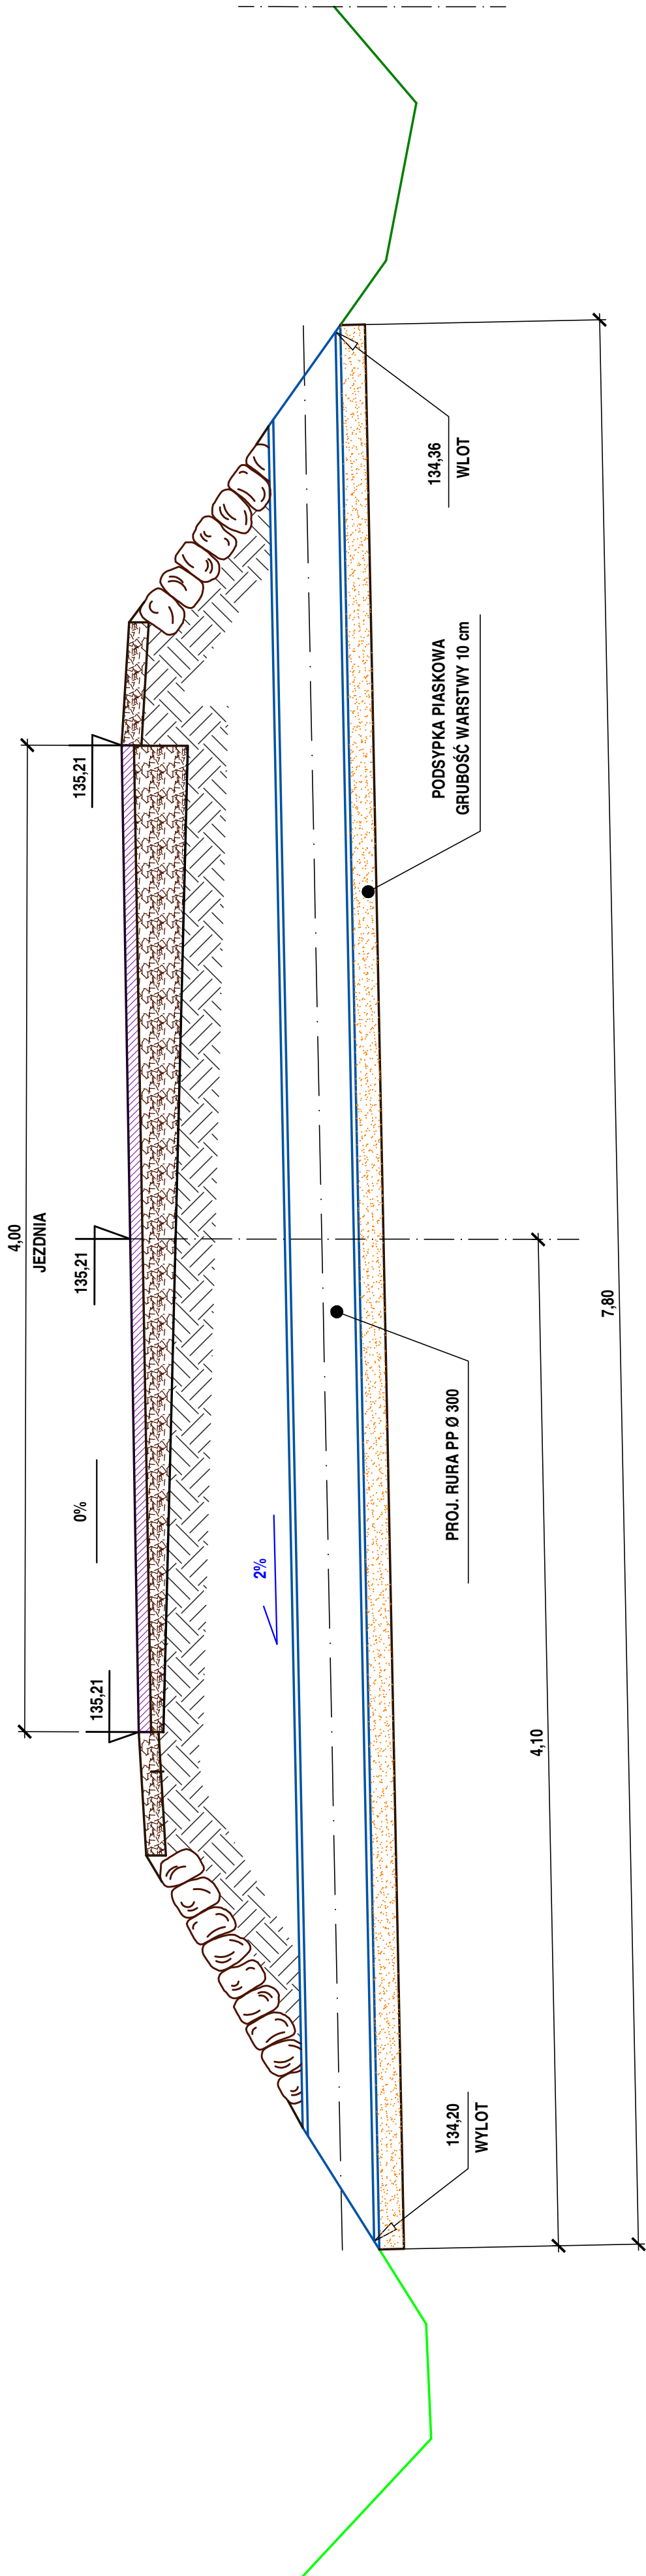 4,00
JEZDNIA
135,21
0%
135,21
135,21
2%
134,20
WYLOT
PROJ. RURA PP Ø 300
PODSYPKA PIASKOWA
GRUBOŚĆ WARSTWY 10 cm
134,36
WLOT
4,10
7,80